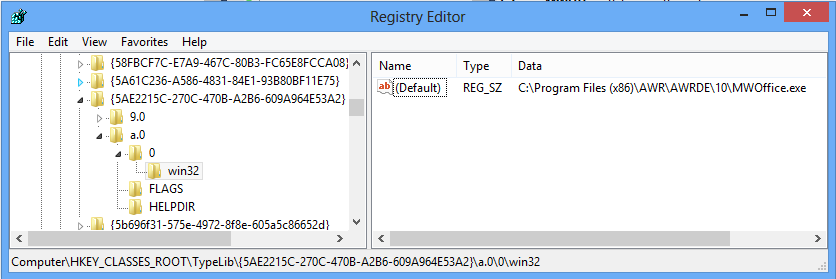 Registry Editor
File Edit View Favorites Help
{58FBCF7C-E7A9-467C-80B3-FC65E8FCCA08}
{5A61C236-A586-4831-84E1-93B80BF11E75}
{5AE2215C-270C-470B-A2B6-609A964E53A2}
9.0
a.0
0
win32
FLAGS
HELPDIR
{5b696f31-575e-4972-8f8e-605a5c86652d}
Name Type Data
ab (Default) REG_SZ C:\Program Files (x86)\AWR\AWRDE\10\MWOffice.exe
Computer\HKEY_CLASSES_ROOT\TypeLib\{5AE2215C-270C-470B-A2B6-609A964E53A2}\a.0\0\win32